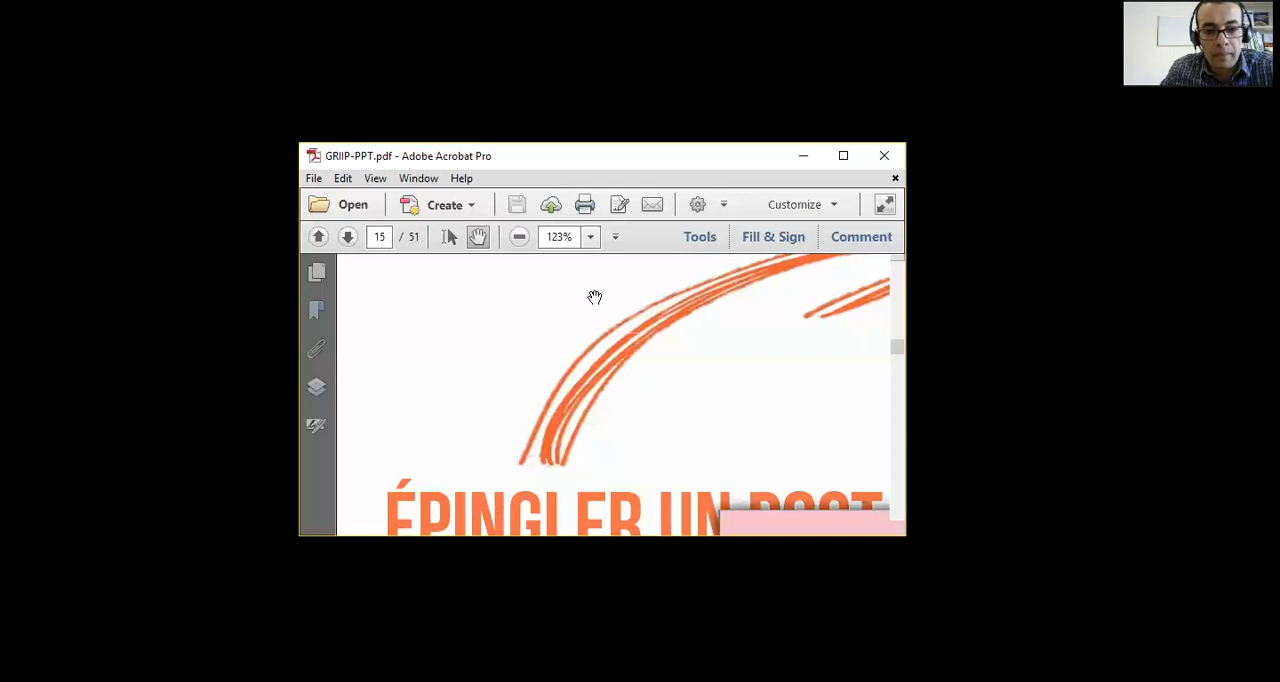 GRIIP-PPT.pdf - Adobe Acrobat Pro
File Edit View Window Help
Open Create Customize
15 / 51 123% Tools Fill & Sign Comment
ÉPINGLER UN POST